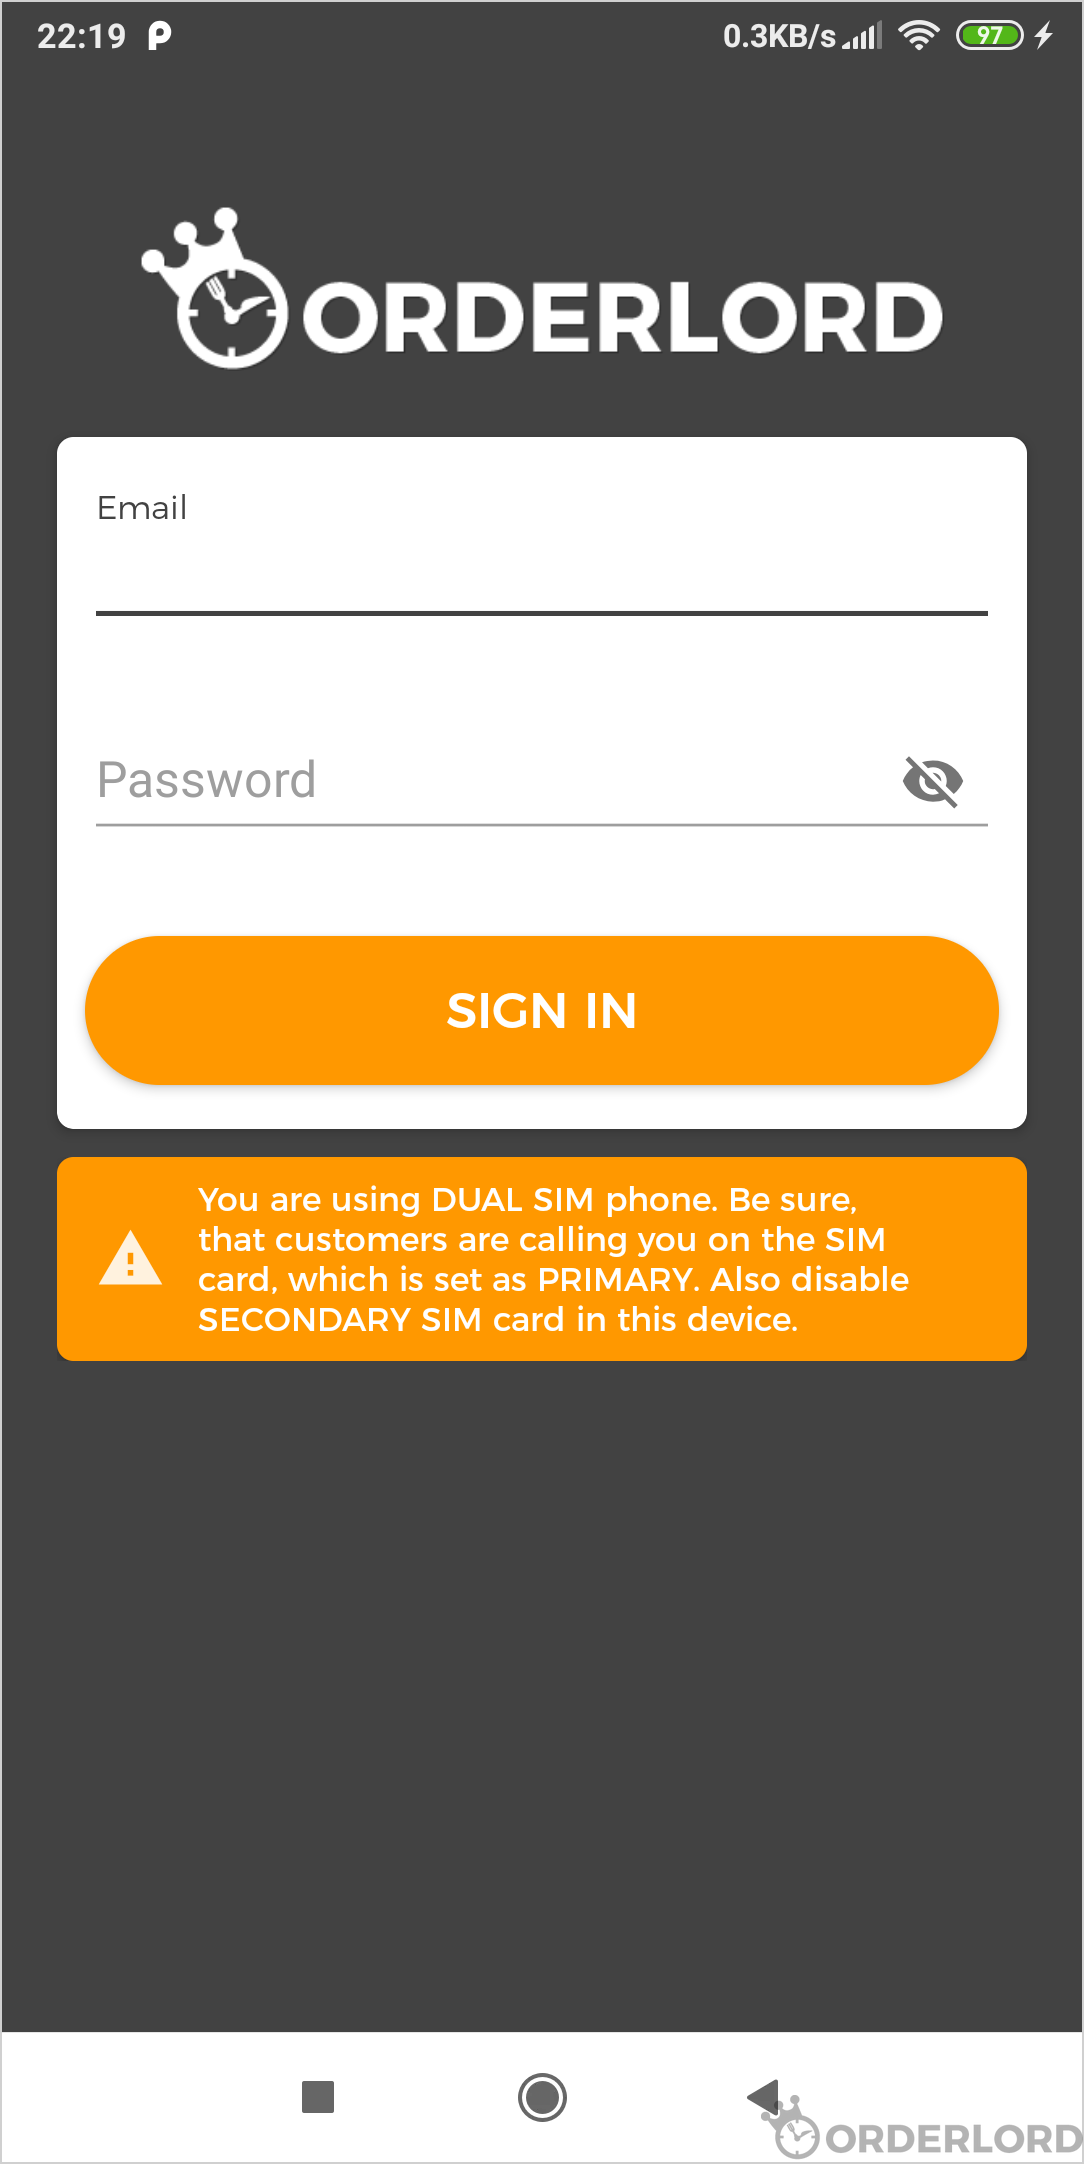 22:19 P 0.3KB/s 97
ORDERLORD
Email
Password
SIGN IN
You are using DUAL SIM phone. Be sure,
that customers are calling you on the SIM
card, which is set as PRIMARY. Also disable
SECONDARY SIM card in this device.
ORDERLORD